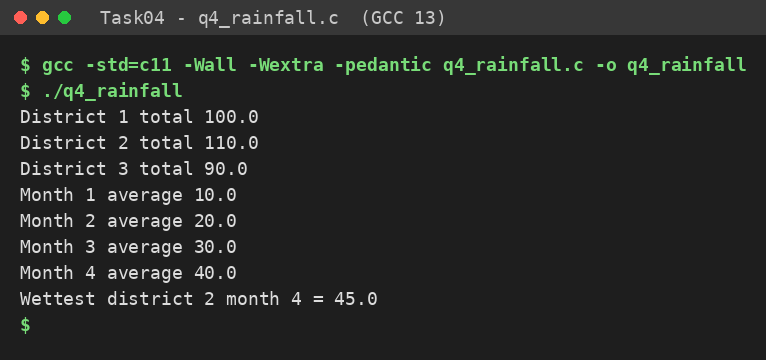 Task04 - q4_rainfall.c  (GCC 13)
$ gcc -std=c11 -Wall -Wextra -pedantic q4_rainfall.c -o q4_rainfall
$ ./q4_rainfall
District 1 total 100.0
District 2 total 110.0
District 3 total 90.0
Month 1 average 10.0
Month 2 average 20.0
Month 3 average 30.0
Month 4 average 40.0
Wettest district 2 month 4 = 45.0
$